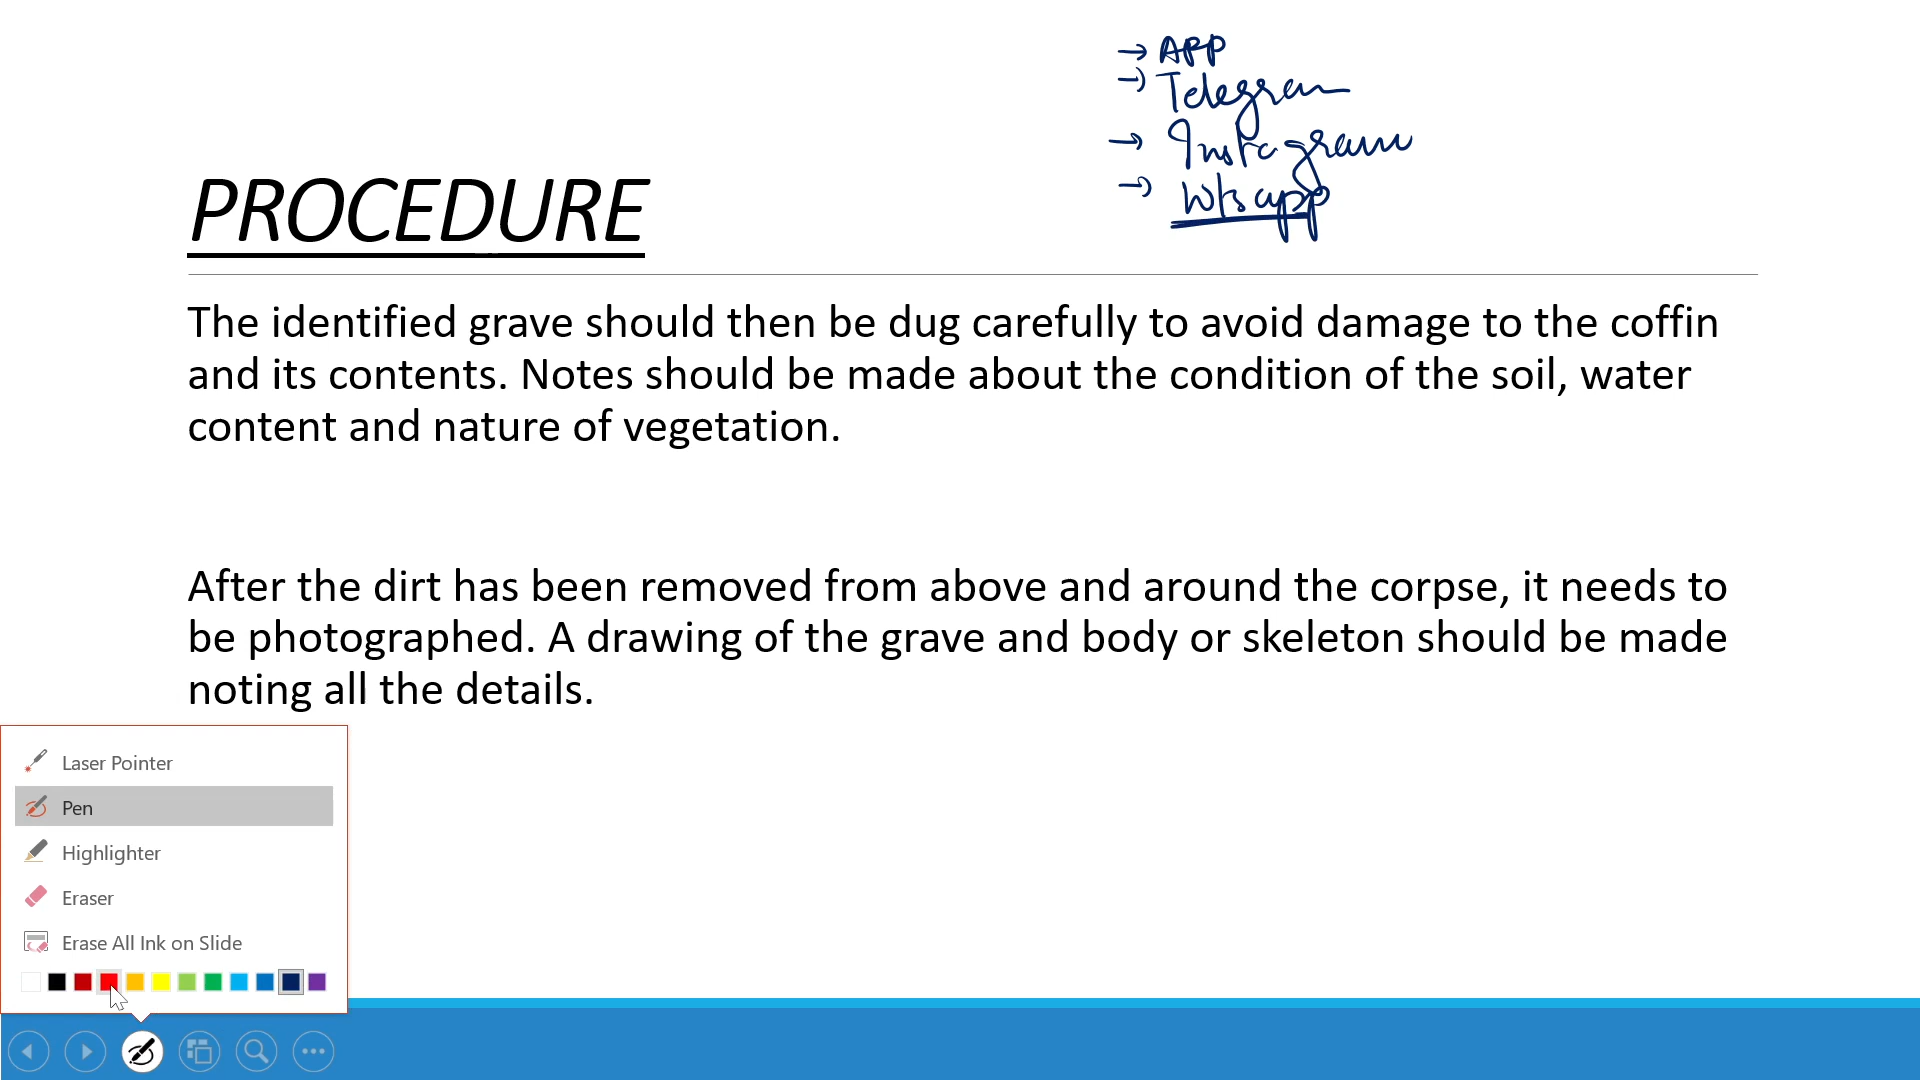 → APP
→ Telegram
→ Instagram
→ Wtsapp
PROCEDURE
The identified grave should then be dug carefully to avoid damage to the coffin
and its contents. Notes should be made about the condition of the soil, water
content and nature of vegetation.
After the dirt has been removed from above and around the corpse, it needs to
be photographed. A drawing of the grave and body or skeleton should be made
noting all the details.
Laser Pointer
Pen
Highlighter
Eraser
Erase All Ink on Slide